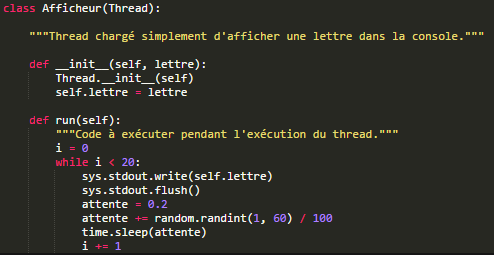 class Afficheur(Thread):
"""Thread chargé simplement d'afficher une lettre dans la console."""
def __init__(self, lettre):
Thread.__init__(self)
self.lettre = lettre
def run(self):
"""Code à exécuter pendant l'exécution du thread."""
i = 0
while i < 20:
sys.stdout.write(self.lettre)
sys.stdout.flush()
attente = 0.2
attente += random.randint(1, 60) / 100
time.sleep(attente)
i += 1